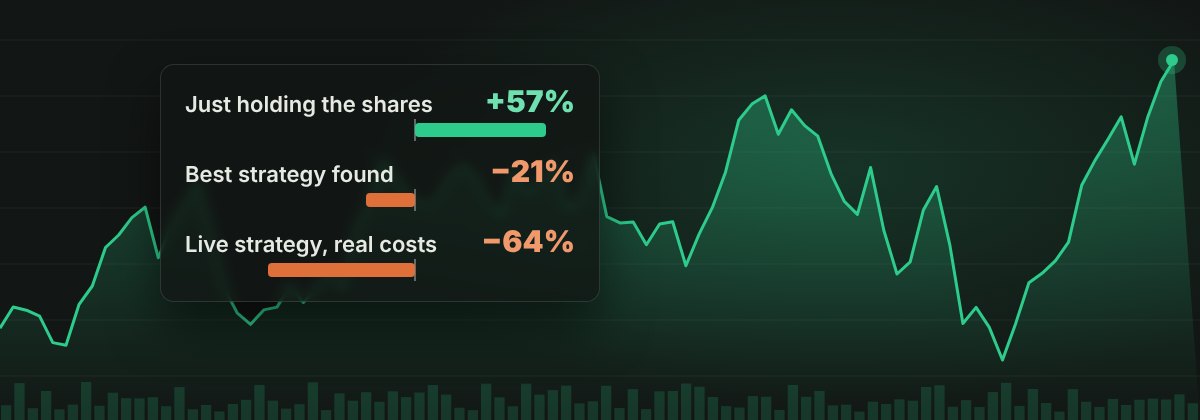 Just holding the shares +57%
Best strategy found −21%
Live strategy, real costs −64%